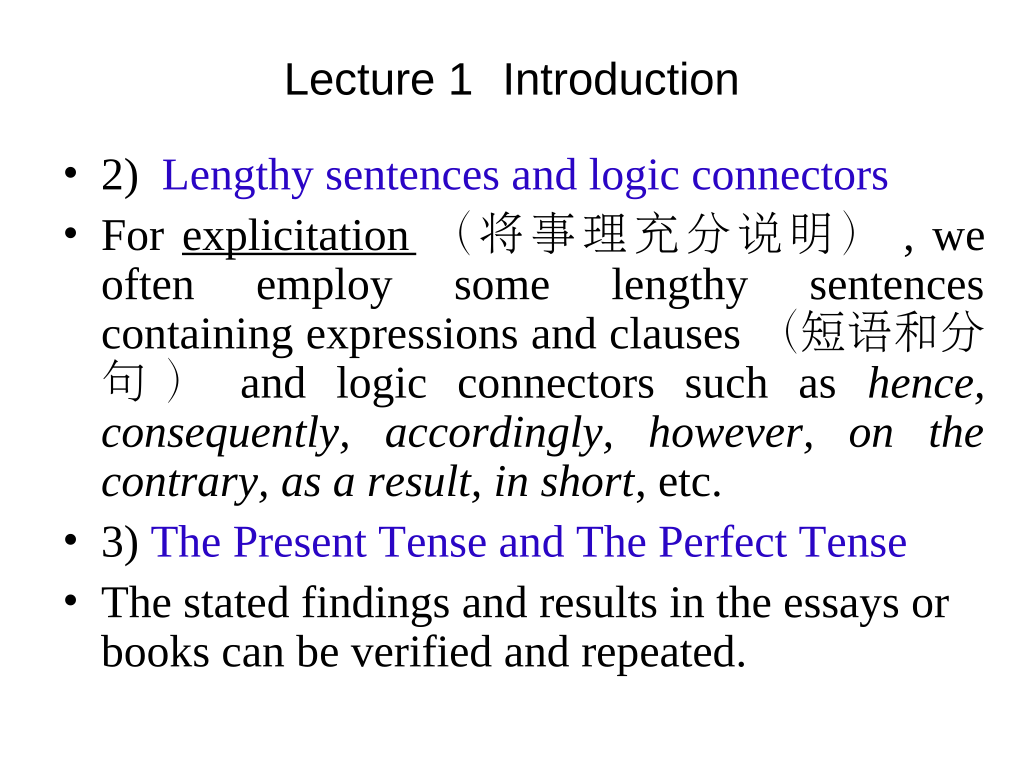 Lecture 1 Introduction
• 2) Lengthy sentences and logic connectors
• For explicitation （将事理充分说明） , we
often employ some lengthy sentences
containing expressions and clauses （短语和分
句） and logic connectors such as hence,
consequently, accordingly, however, on the
contrary, as a result, in short, etc.
• 3) The Present Tense and The Perfect Tense
• The stated findings and results in the essays or
books can be verified and repeated.